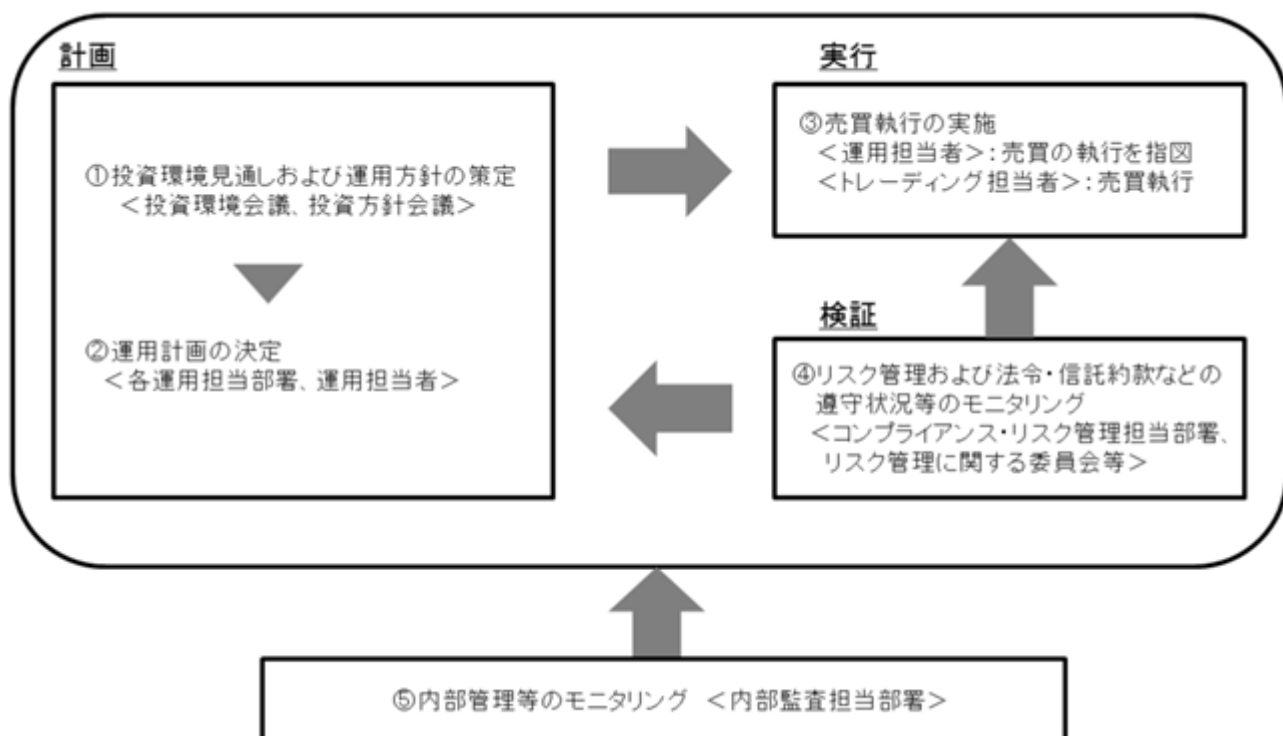 計画
①投資環境見通しおよび運用方針の策定
＜投資環境会議、投資方針会議＞
②運用計画の決定
＜各運用担当部署、運用担当者＞
実行
③売買執行の実施
＜運用担当者＞：売買の執行を指図
＜トレーディング担当者＞：売買執行
検証
④リスク管理および法令・信託約款などの
遵守状況等のモニタリング
＜コンプライアンス・リスク管理担当部署、
リスク管理に関する委員会等＞
⑤内部管理等のモニタリング ＜内部監査担当部署＞